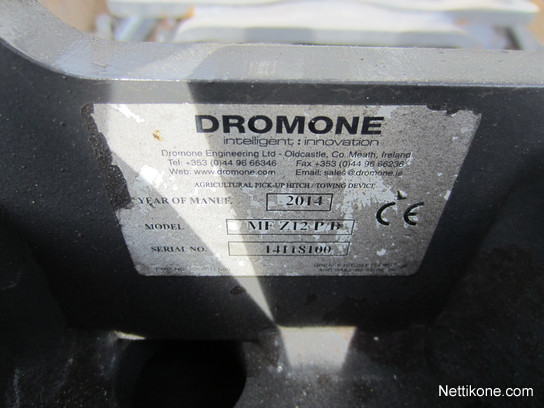 DROMONE
intelligent : innovation
Dromone Engineering Ltd - Oldcastle, Co. Meath, Ireland
Tel: +353 (0)44 96 66346 Fax +353 (0)44 96 66236
Web: www.dromone.com Email: sales@dromone.ie
AGRICULTURAL PICK-UP HITCH / TOWING DEVICE
YEAR OF MANUF 2014
CE
MODEL MF Z12 P/B
SERIAL NO. 14118100
Nettikone.com